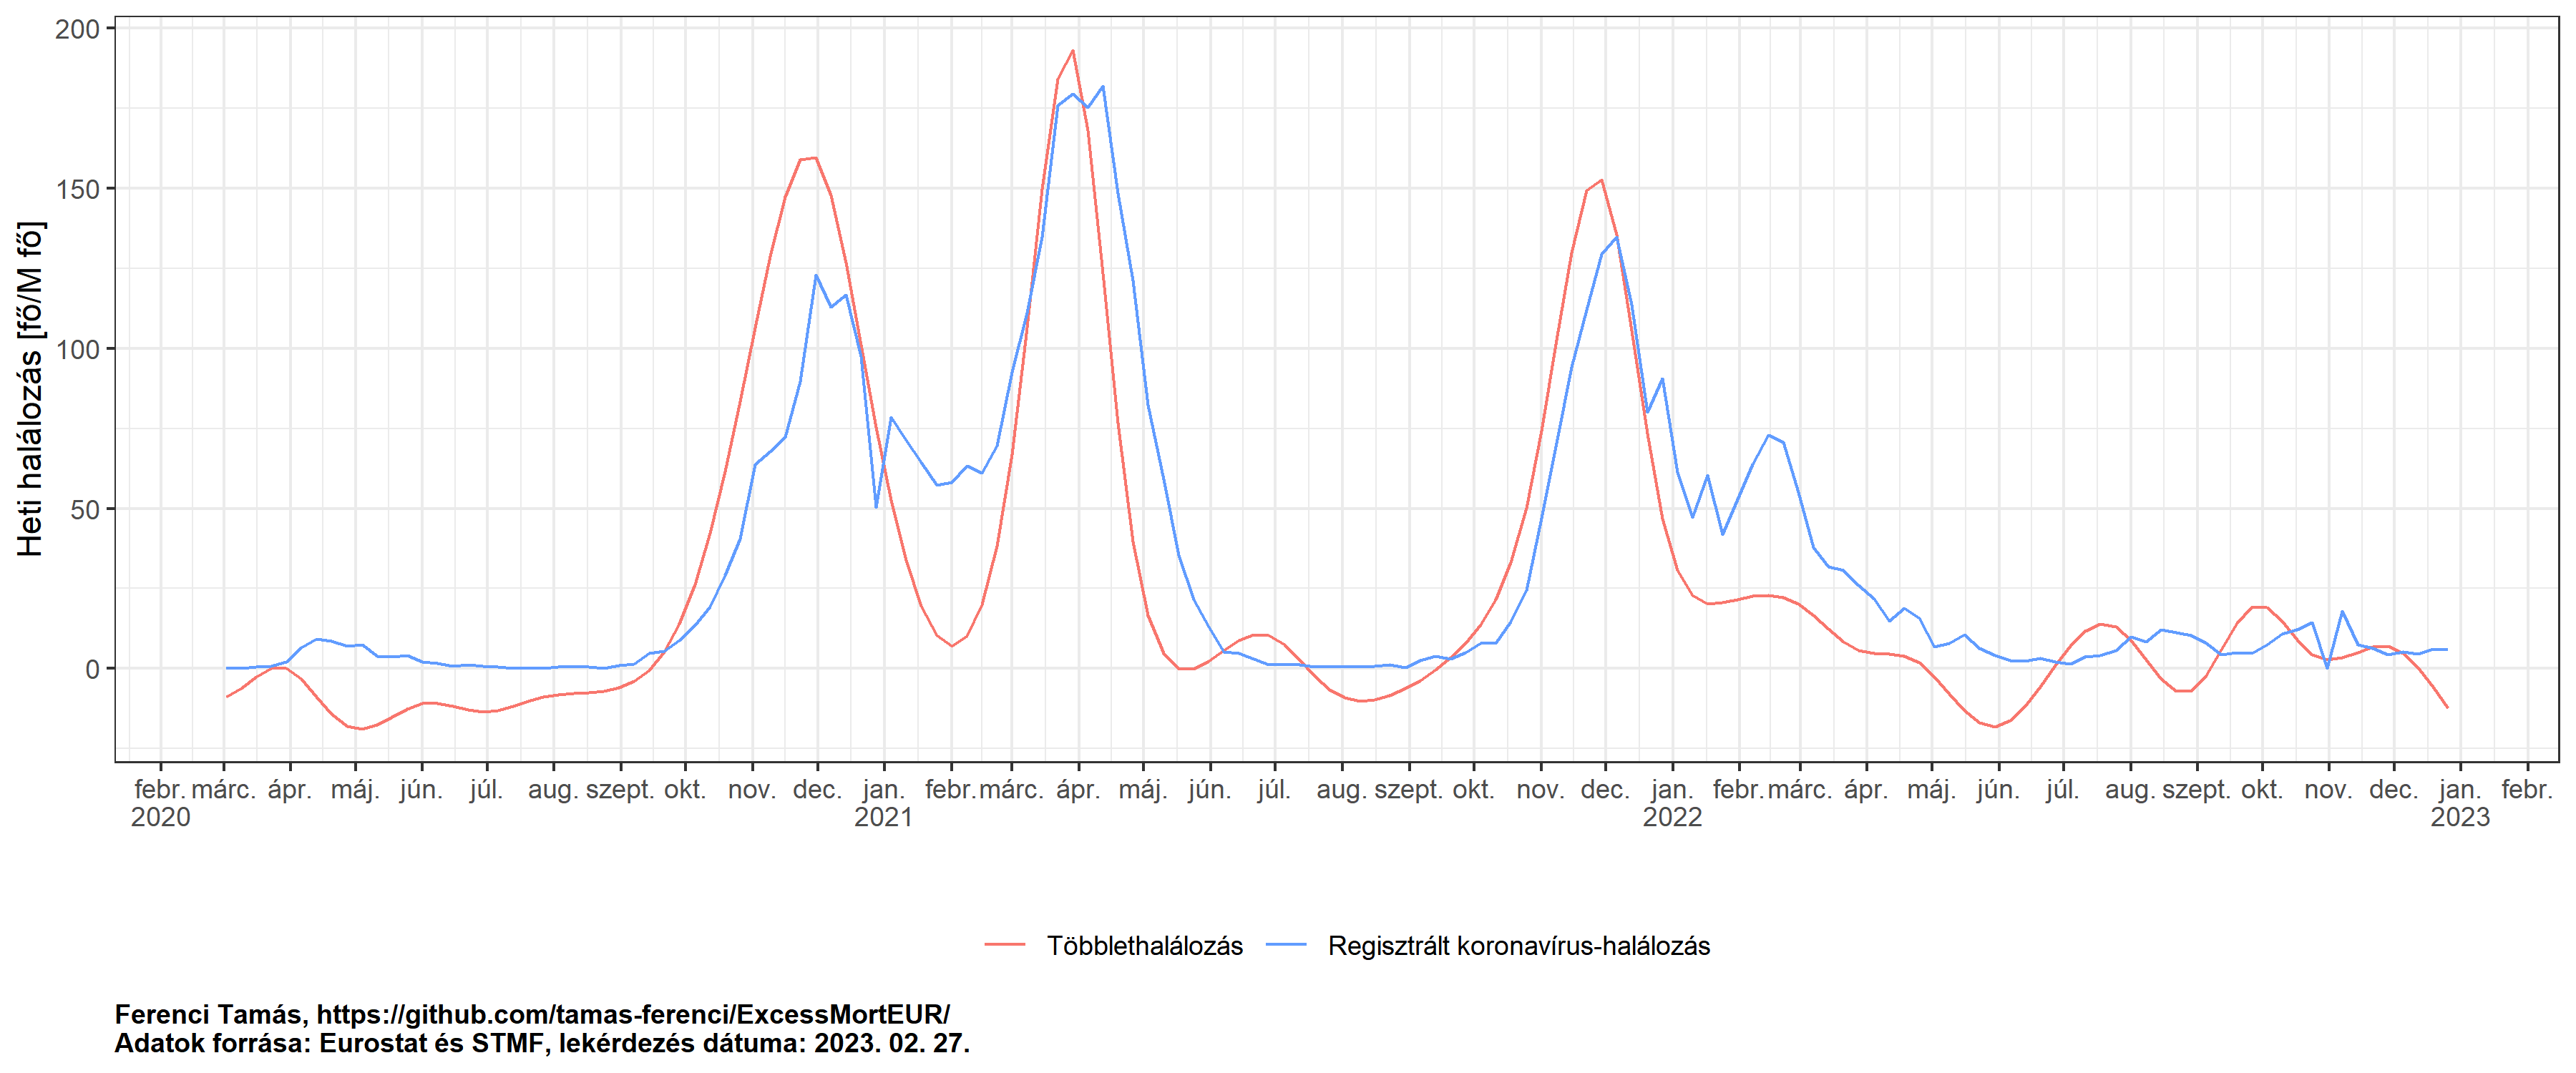 Heti halálozás [fő/M fő]
200
150
100
50
0
febr. márc. ápr. máj. jún. júl. aug. szept. okt. nov. dec. jan. febr. márc. ápr. máj. jún. júl. aug. szept. okt. nov. dec. jan. febr. márc. ápr. máj. jún. júl. aug. szept. okt. nov. dec. jan. febr.
2020 2021 2022 2023
Többlethalálozás Regisztrált koronavírus-halálozás
Ferenci Tamás, https://github.com/tamas-ferenci/ExcessMortEUR/
Adatok forrása: Eurostat és STMF, lekérdezés dátuma: 2023. 02. 27.